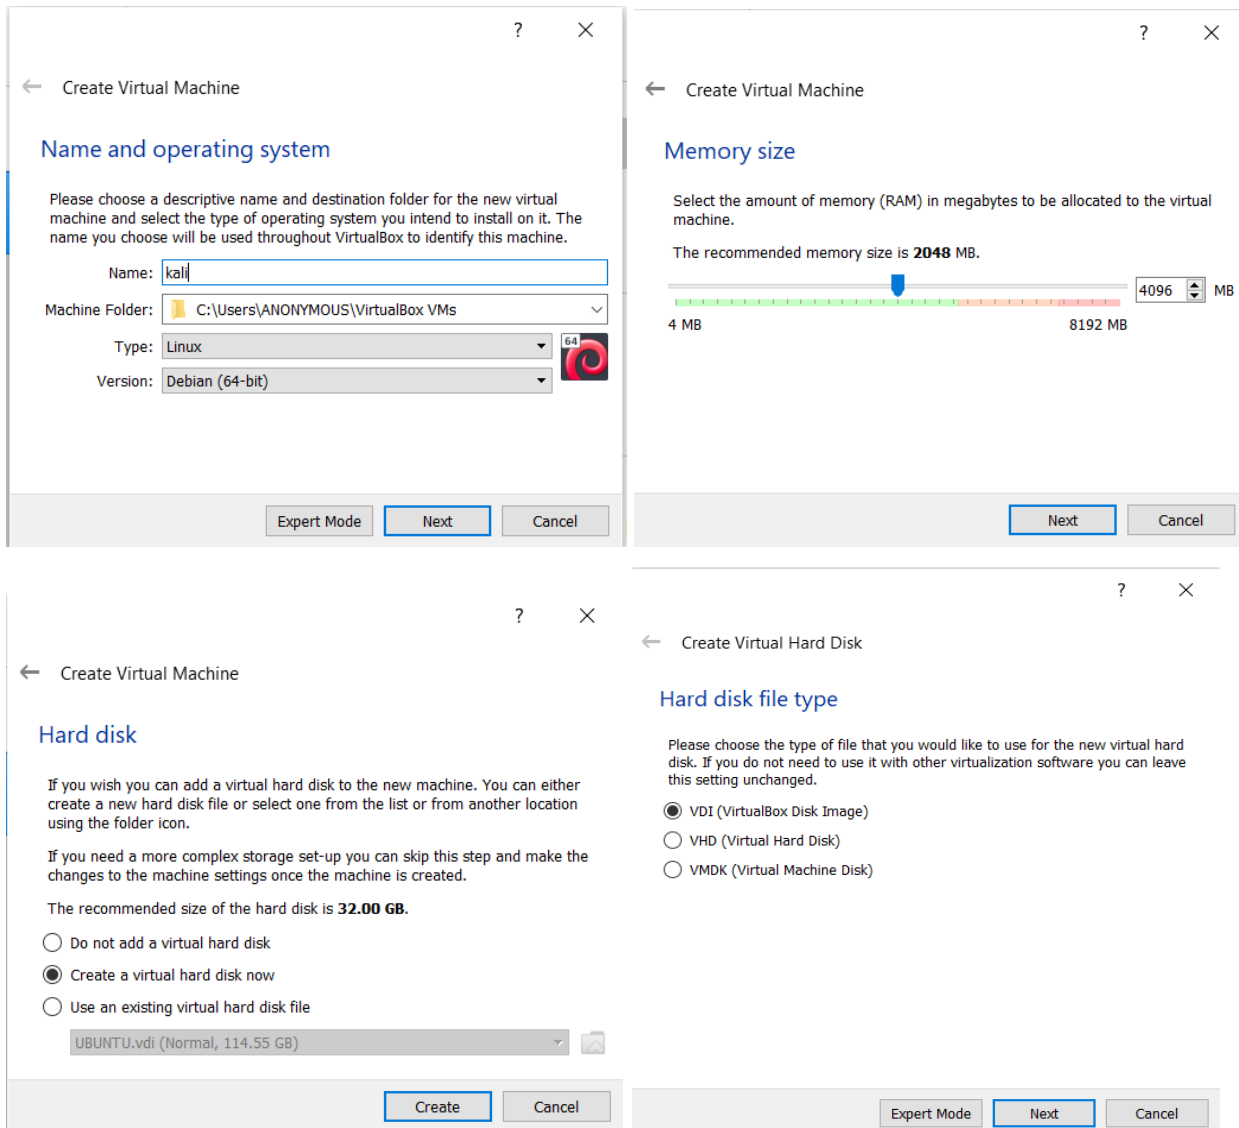 ?
Create Virtual Machine
Name and operating system
Please choose a descriptive name and destination folder for the new virtual
machine and select the type of operating system you intend to install on it. The
name you choose will be used throughout VirtualBox to identify this machine.
Name: kali
Machine Folder: C:\Users\ANONYMOUS\VirtualBox VMs
Type: Linux
64
Version: Debian (64-bit)
Expert Mode Next Cancel
?
Create Virtual Machine
Memory size
Select the amount of memory (RAM) in megabytes to be allocated to the virtual
machine.
The recommended memory size is 2048 MB.
4096 MB
4 MB 8192 MB
Next Cancel
?
Create Virtual Machine
Hard disk
If you wish you can add a virtual hard disk to the new machine. You can either
create a new hard disk file or select one from the list or from another location
using the folder icon.
If you need a more complex storage set-up you can skip this step and make the
changes to the machine settings once the machine is created.
The recommended size of the hard disk is 32.00 GB.
Do not add a virtual hard disk
Create a virtual hard disk now
Use an existing virtual hard disk file
UBUNTU.vdi (Normal, 114.55 GB)
Create Cancel
?
Create Virtual Hard Disk
Hard disk file type
Please choose the type of file that you would like to use for the new virtual hard
disk. If you do not need to use it with other virtualization software you can leave
this setting unchanged.
VDI (VirtualBox Disk Image)
VHD (Virtual Hard Disk)
VMDK (Virtual Machine Disk)
Expert Mode Next Cancel